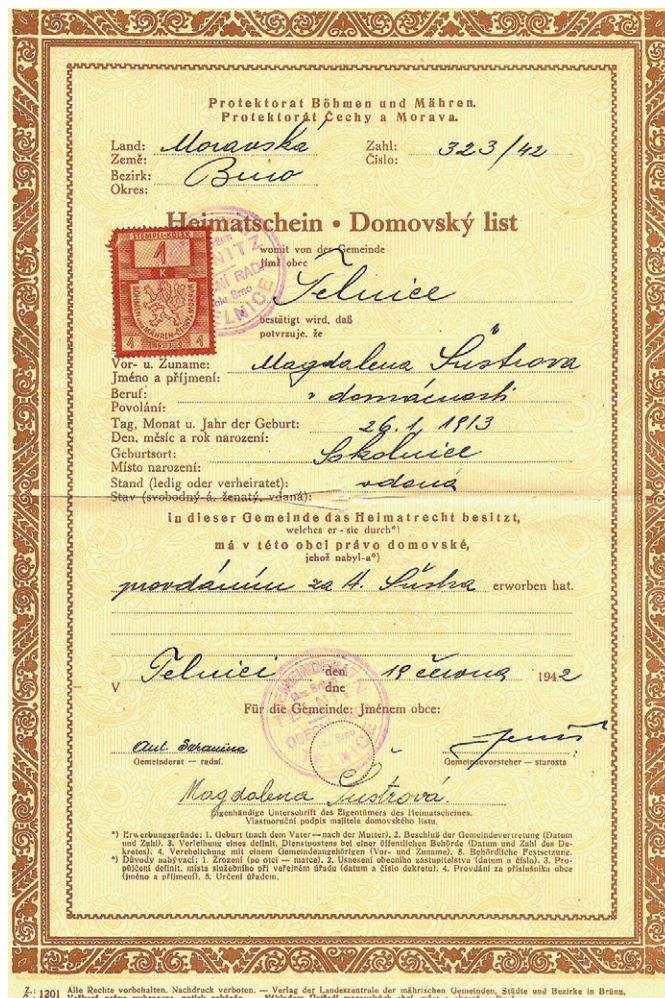 Protektorat Böhmen und Mähren.
Protektorát Čechy a Morava.
Land: Moravská Zahl: 323/42
Země: Číslo:
Bezirk: Brno
Okres:
Heimatschein • Domovský list
womit von der Gemeinde
jímž obec
Telnice
bestätigt wird, daß
potvrzuje, že
Vor- u. Zuname: Magdalena Šustrova
Jméno a příjmení:
Beruf: v domácnosti
Povolání:
Tag, Monat u. Jahr der Geburt: 26.1.1913
Den, měsíc a rok narození:
Geburtsort: Sokolnice
Místo narození:
Stand (ledig oder verheiratet): vdaná
Stav (svobodný-á, ženatý, vdaná):
in dieser Gemeinde das Heimatrecht besitzt,
welches er - sie durch*)
má v této obci právo domovské,
jehož nabyl-a*)
provdáním za A. Šustra erworben hat.
V Telnici den 19 června 1942
dne
Für die Gemeinde: Jménem obce:
Ant.
Gemeinderat — radní. Gemeindevorsteher — starosta
Magdalena Šustrová.
Eigenhändige Unterschrift des Eigentümers des Heimatscheines.
Vlastnoruční podpis majitele domovského listu.
*) Erwerbungsgründe: 1. Geburt (nach dem Vater — nach der Mutter). 2. Beschluß der Gemeindevertretung (Datum
und Zahl). 3. Verleihung eines definit. Dienstpostens bei einer öffentlichen Behörde (Datum und Zahl des De-
kretes). 4. Verehelichung mit einem Gemeindeangehörigen (Vor- und Zuname). 5. Behördliche Festsetzung.
*) Důvody nabývací: 1. Zrození (po otci — matce). 2. Usnesení obecního zastupitelstva (datum a číslo). 3. Pro-
půjčení definit. místa služebního při veřejném úřadu (datum a číslo dekretu). 4. Provdání za příslušníka obce
(jméno a příjmení). 5. Určení úřadem.
Z.: 1201 Alle Rechte vorbehalten. Nachdruck verboten. — Verlag der Landeszentrale der mährischen Gemeinden, Städte und Bezirke in Brünn.